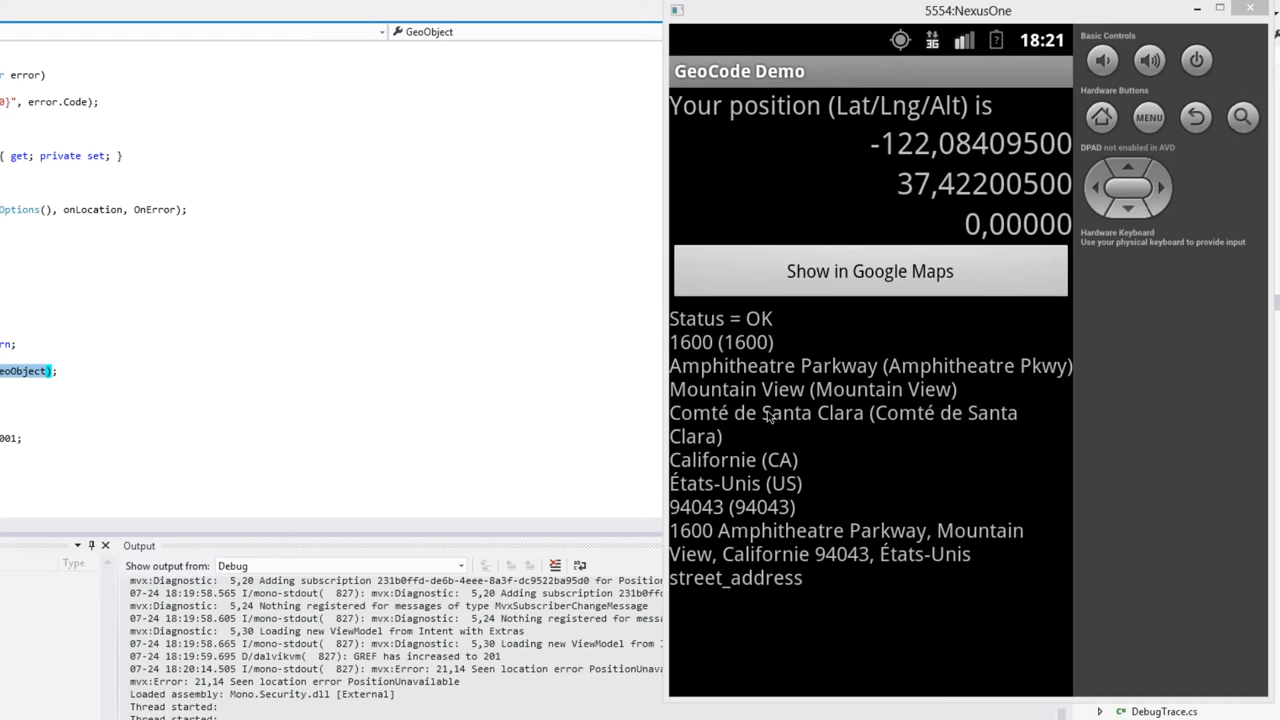 5554:NexusOne
GeoObject
Basic Controls
3G
18:21
GeoCode Demo
r error)
0}", error.Code);
{ get; private set; }
Options(), onLocation, OnError);
rn;
eoObject);
001;
Your position (Lat/Lng/Alt) is
-122,08409500
37,42200500
0,00000
Show in Google Maps
Status = OK
1600 (1600)
Amphitheatre Parkway (Amphitheatre Pkwy)
Mountain View (Mountain View)
Comté de Santa Clara (Comté de Santa
Clara)
Californie (CA)
États-Unis (US)
94043 (94043)
1600 Amphitheatre Parkway, Mountain
View, Californie 94043, États-Unis
street_address
Hardware Buttons
MENU
DPAD not enabled in AVD
Hardware Keyboard
Use your physical keyboard to provide input
Type
Output
Show output from: Debug
mvx:Diagnostic: 5,20 Adding subscription 231b0ffd-de6b-4eee-8a3f-dc9522ba95d0 for Position
07-24 18:19:58.565 I/mono-stdout( 827): mvx:Diagnostic: 5,20 Adding subscription 231b0ffd
mvx:Diagnostic: 5,24 Nothing registered for messages of type MvxSubscriberChangeMessage
07-24 18:19:58.605 I/mono-stdout( 827): mvx:Diagnostic: 5,24 Nothing registered for messa
mvx:Diagnostic: 5,30 Loading new ViewModel from Intent with Extras
07-24 18:19:58.665 I/mono-stdout( 827): mvx:Diagnostic: 5,30 Loading new ViewModel from I
07-24 18:19:59.695 D/dalvikvm( 827): GREF has increased to 201
07-24 18:20:14.505 I/mono-stdout( 827): mvx:Error: 21,14 Seen location error PositionUnava
mvx:Error: 21,14 Seen location error PositionUnavailable
Loaded assembly: Mono.Security.dll [External]
Thread started:
Thread started:
DebugTrace.cs